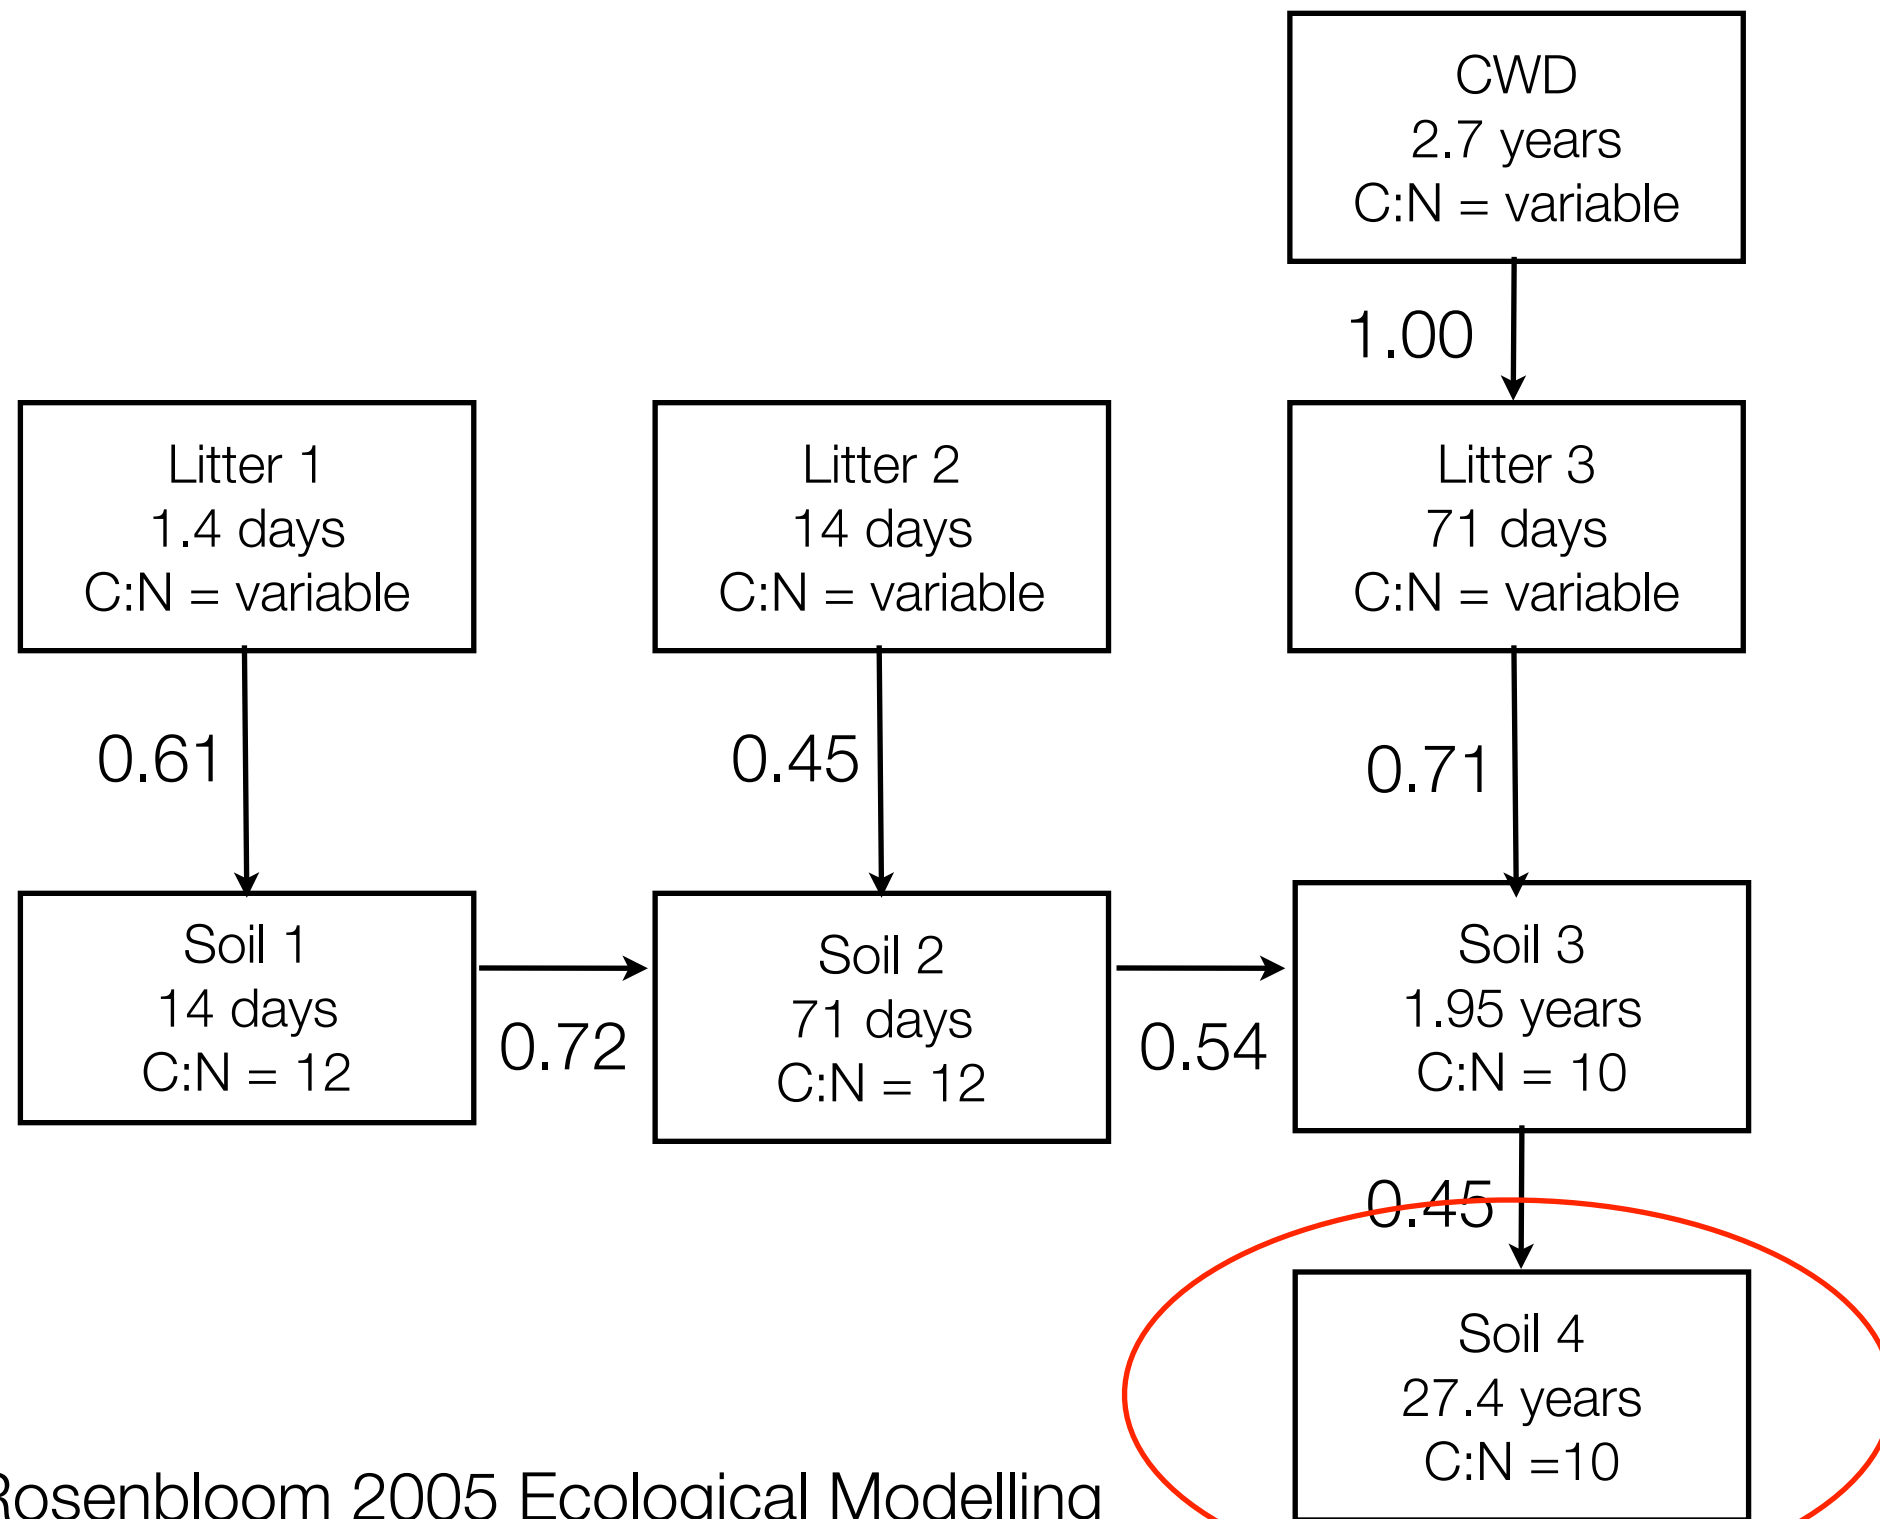 CWD
2.7 years
C:N = variable
1.00
Litter 1
1.4 days
C:N = variable
Litter 2
14 days
C:N = variable
Litter 3
71 days
C:N = variable
0.61
0.45
0.71
Soil 1
14 days
C:N = 12
0.72
Soil 2
71 days
C:N = 12
0.54
Soil 3
1.95 years
C:N = 10
0.45
Soil 4
27.4 years
C:N =10
Rosenbloom 2005 Ecological Modelling